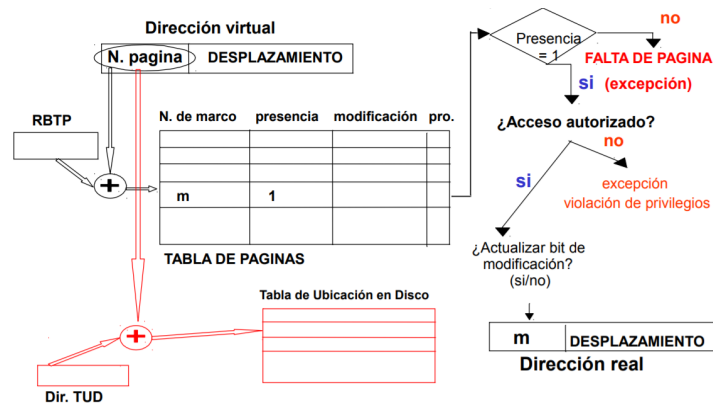 Dirección virtual
N. pagina
DESPLAZAMIENTO
RBTP
+
N. de marco presencia modificación pro.
m 1
TABLA DE PAGINAS
Tabla de Ubicación en Disco
+
Dir. TUD
Presencia
= 1
no
FALTA DE PAGINA
si (excepción)
¿Acceso autorizado?
no
si
excepción
violación de privilegios
¿Actualizar bit de
modificación?
(si/no)
m DESPLAZAMIENTO
Dirección real